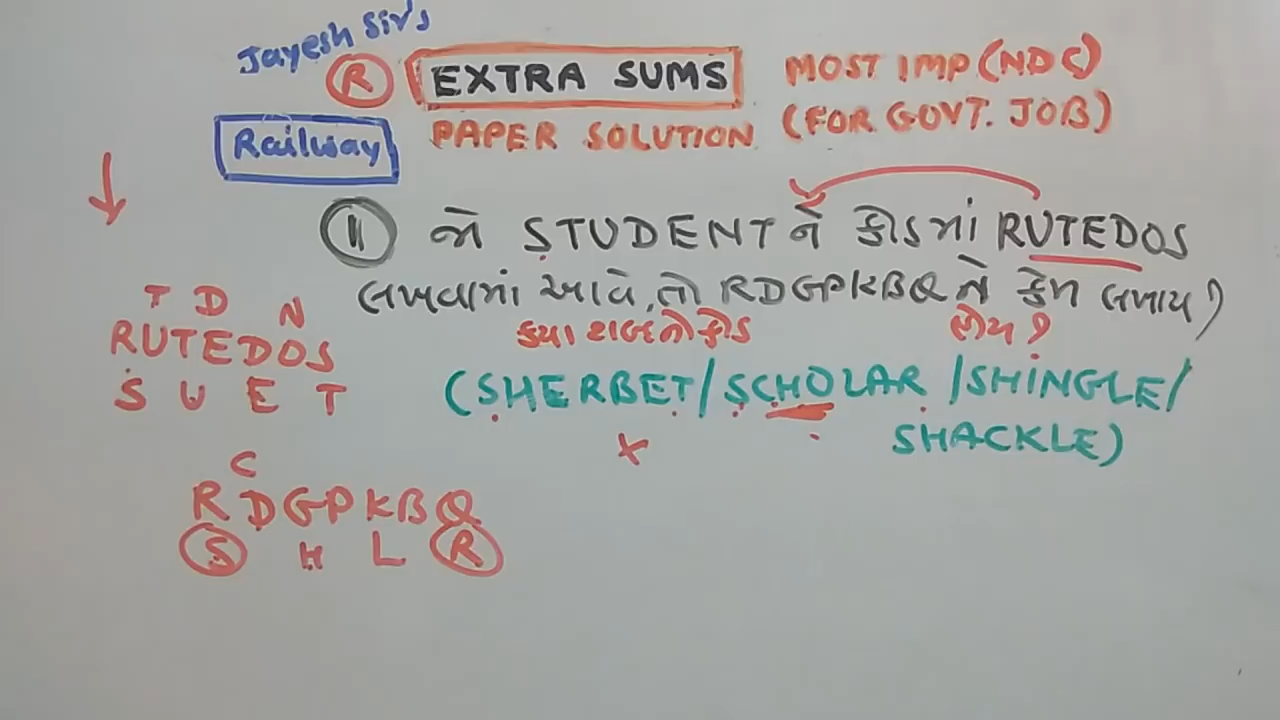 Jayesh Sir's
R EXTRA SUMS MOST IMP (NDC)
Railway PAPER SOLUTION (FOR GOVT. JOB)
11 જો STUDENT ને કોડમાં RUTEDOS
લખવામાં આવે, તો RDGPKBQ ને કેમ લખાય?
કયા શબ્દનો કોડ હોય?
(SHERBET/SCHOLAR/SHINGLE/
SHACKLE)
T D N
RUTEDOS
S U E T
C
RDGPKBQ
S H L R